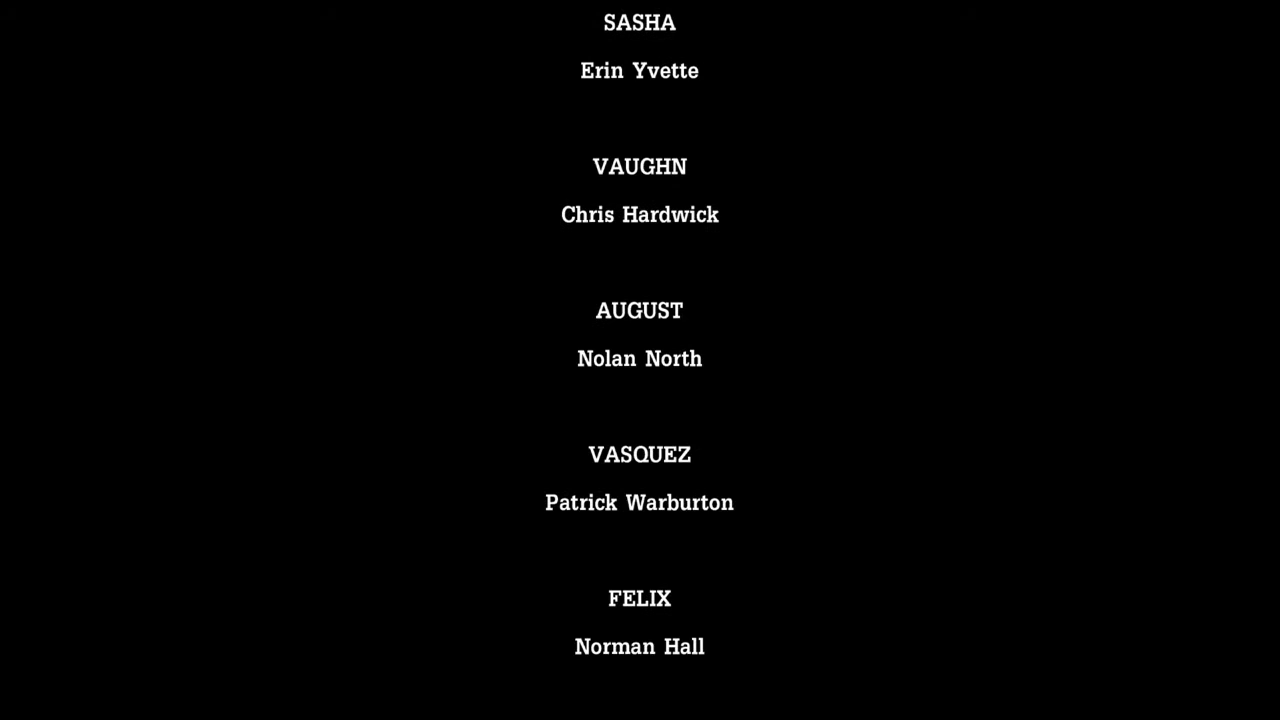 SASHA
Erin Yvette
VAUGHN
Chris Hardwick
AUGUST
Nolan North
VASQUEZ
Patrick Warburton
FELIX
Norman Hall